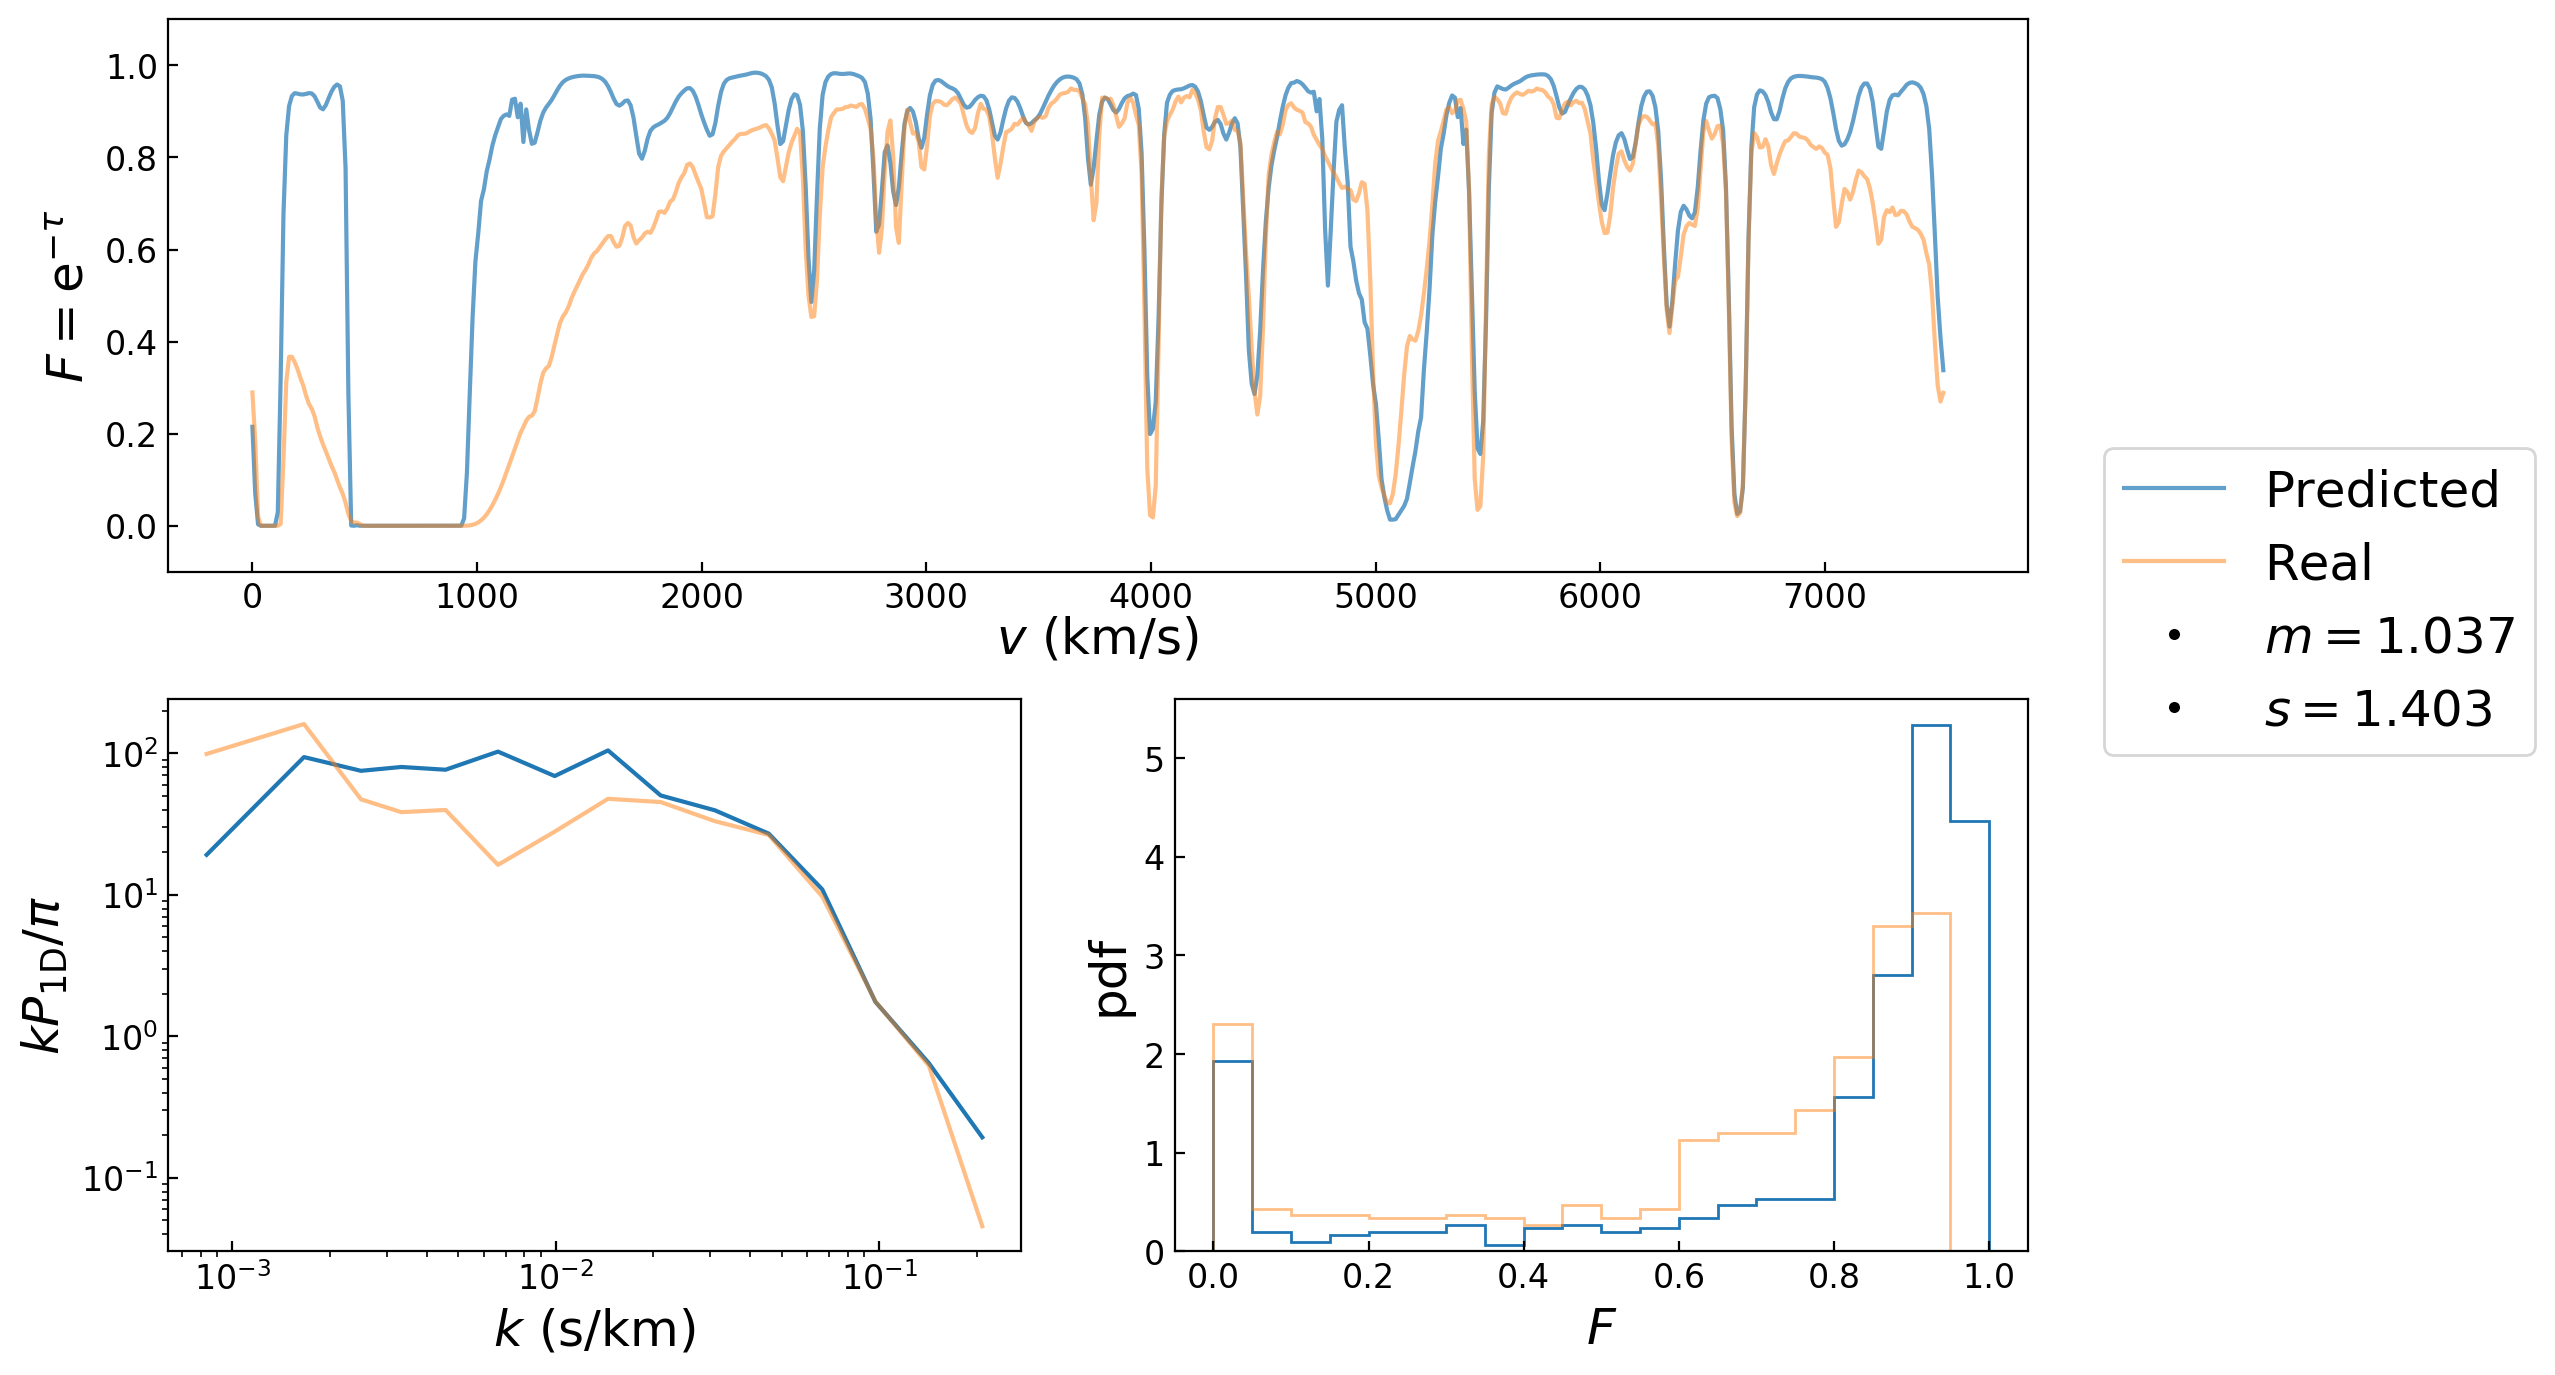 1.0
0.8
0.6
0.4
0.2
0.0
F = e^{-τ}
0 1000 2000 3000 4000 5000 6000 7000
v (km/s)
Predicted
Real
• m = 1.037
• s = 1.403
10^2
10^1
10^0
10^{-1}
kP_{1D}/π
10^{-3} 10^{-2} 10^{-1}
k (s/km)
5
4
3
2
1
0
pdf
0.0 0.2 0.4 0.6 0.8 1.0
F